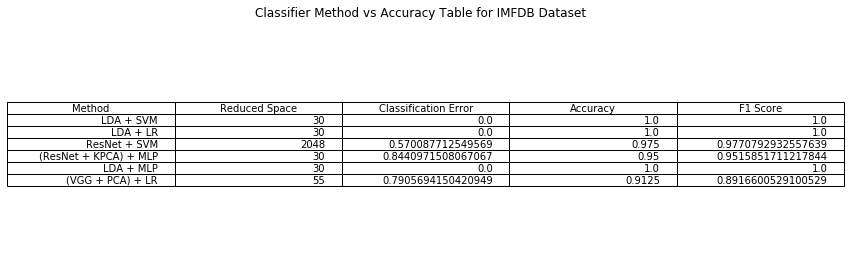 Classifier Method vs Accuracy Table for IMFDB Dataset
Method Reduced Space Classification Error Accuracy F1 Score
LDA + SVM 30 0.0 1.0 1.0
LDA + LR 30 0.0 1.0 1.0
ResNet + SVM 2048 0.570087712549569 0.975 0.9770792932557639
(ResNet + KPCA) + MLP 30 0.8440971508067067 0.95 0.9515851711217844
LDA + MLP 30 0.0 1.0 1.0
(VGG + PCA) + LR 55 0.7905694150420949 0.9125 0.8916600529100529